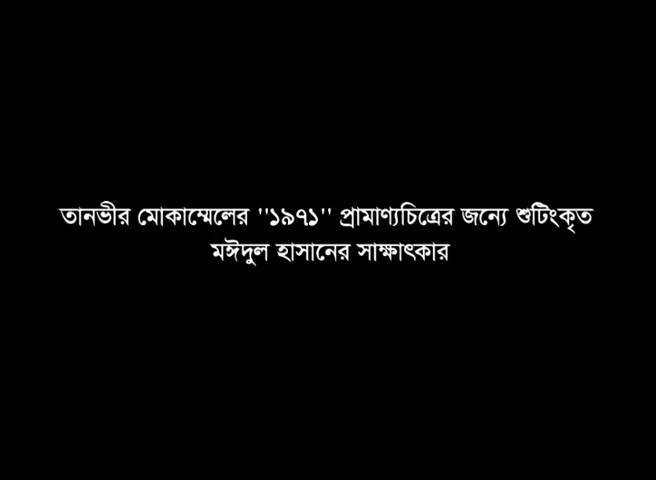 তানভীর মোকাম্মেলের "১৯৭১" প্রামাণ্যচিত্রের জন্যে শুটিংকৃত
মঈদুল হাসানের সাক্ষাৎকার